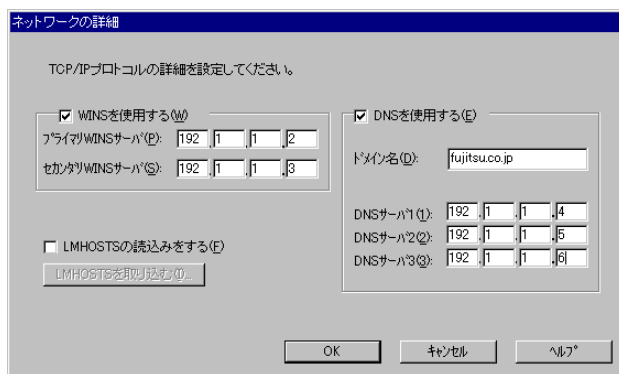 ネットワークの詳細
TCP/IPプロトコルの詳細を設定してください。
WINSを使用する(W)
プライマリWINSサーバ(P): 192 .1 .1 .2
セカンダリWINSサーバ(S): 192 .1 .1 .3
LMHOSTSの読込みをする(F)
LMHOSTSを取り込む(I)...
DNSを使用する(E)
ドメイン名(D): fujitsu.co.jp
DNSサーバ1(1): 192 .1 .1 .4
DNSサーバ2(2): 192 .1 .1 .5
DNSサーバ3(3): 192 .1 .1 .6
OK
キャンセル
ヘルプ